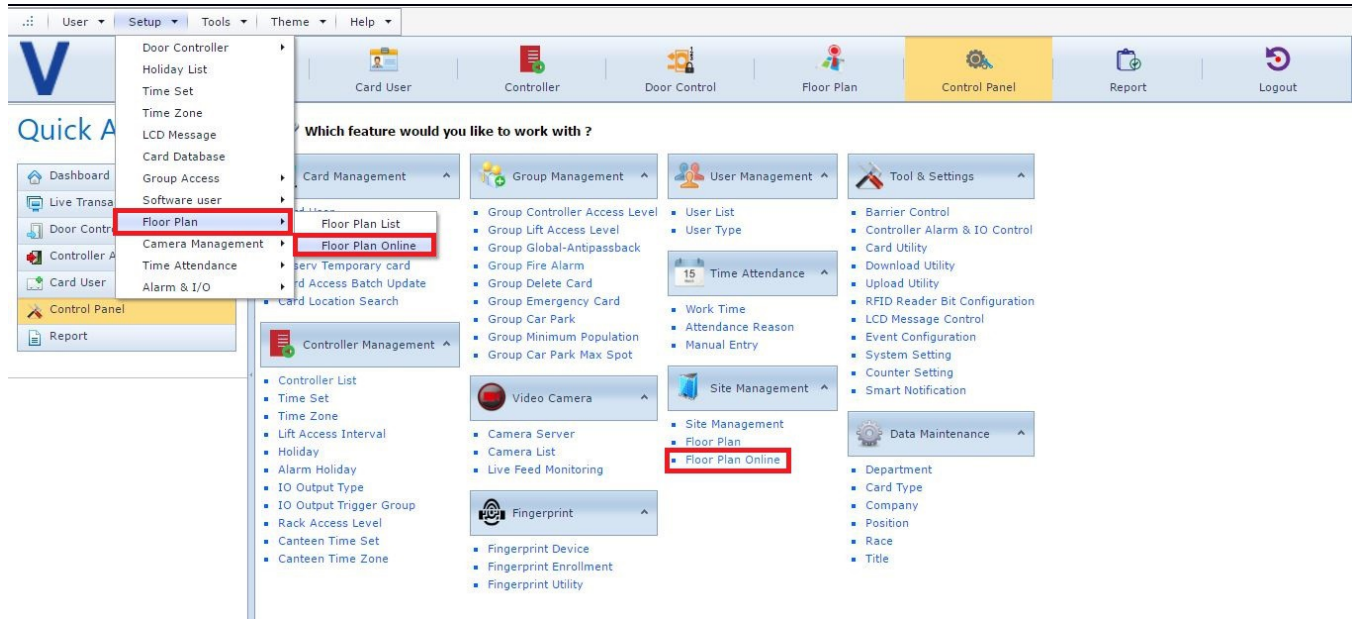 User Setup Tools Theme Help
V
Card User
Controller
Door Control
Floor Plan
Control Panel
Report
Logout
Door Controller
Holiday List
Time Set
Time Zone
LCD Message
Card Database
Group Access
Software user
Floor Plan
Camera Management
Time Attendance
Alarm & I/O
Floor Plan List
Floor Plan Online
Quick A
Dashboard
Live Transa
Door Contr
Controller A
Card User
Control Panel
Report
Which feature would you like to work with ?
Card Management
Temporary card
Access Batch Update
Card Location Search
Controller Management
Controller List
Time Set
Time Zone
Lift Access Interval
Holiday
Alarm Holiday
IO Output Type
IO Output Trigger Group
Rack Access Level
Canteen Time Set
Canteen Time Zone
Group Management
Group Controller Access Level
Group Lift Access Level
Group Global-Antipassback
Group Fire Alarm
Group Delete Card
Group Emergency Card
Group Car Park
Group Minimum Population
Group Car Park Max Spot
Video Camera
Camera Server
Camera List
Live Feed Monitoring
Fingerprint
Fingerprint Device
Fingerprint Enrollment
Fingerprint Utility
User Management
User List
User Type
15
Time Attendance
Work Time
Attendance Reason
Manual Entry
Site Management
Site Management
Floor Plan
Floor Plan Online
Tool & Settings
Barrier Control
Controller Alarm & IO Control
Card Utility
Download Utility
Upload Utility
RFID Reader Bit Configuration
LCD Message Control
Event Configuration
System Setting
Counter Setting
Smart Notification
Data Maintenance
Department
Card Type
Company
Position
Race
Title